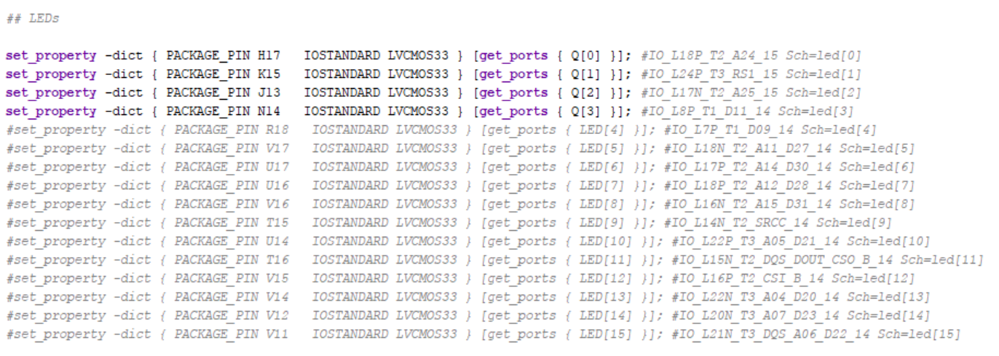 ## LEDs
set_property -dict { PACKAGE_PIN H17   IOSTANDARD LVCMOS33 } [get_ports { Q[0] }]; #IO_L18P_T2_A24_15 Sch=led[0]
set_property -dict { PACKAGE_PIN K15   IOSTANDARD LVCMOS33 } [get_ports { Q[1] }]; #IO_L24P_T3_RS1_15 Sch=led[1]
set_property -dict { PACKAGE_PIN J13   IOSTANDARD LVCMOS33 } [get_ports { Q[2] }]; #IO_L17N_T2_A25_15 Sch=led[2]
set_property -dict { PACKAGE_PIN N14   IOSTANDARD LVCMOS33 } [get_ports { Q[3] }]; #IO_L8P_T1_D11_14 Sch=led[3]
#set_property -dict { PACKAGE_PIN R18   IOSTANDARD LVCMOS33 } [get_ports { LED[4] }]; #IO_L7P_T1_D09_14 Sch=led[4]
#set_property -dict { PACKAGE_PIN V17   IOSTANDARD LVCMOS33 } [get_ports { LED[5] }]; #IO_L18N_T2_A11_D27_14 Sch=led[5]
#set_property -dict { PACKAGE_PIN U17   IOSTANDARD LVCMOS33 } [get_ports { LED[6] }]; #IO_L17P_T2_A14_D30_14 Sch=led[6]
#set_property -dict { PACKAGE_PIN U16   IOSTANDARD LVCMOS33 } [get_ports { LED[7] }]; #IO_L18P_T2_A12_D28_14 Sch=led[7]
#set_property -dict { PACKAGE_PIN V16   IOSTANDARD LVCMOS33 } [get_ports { LED[8] }]; #IO_L16N_T2_A15_D31_14 Sch=led[8]
#set_property -dict { PACKAGE_PIN T15   IOSTANDARD LVCMOS33 } [get_ports { LED[9] }]; #IO_L14N_T2_SRCC_14 Sch=led[9]
#set_property -dict { PACKAGE_PIN U14   IOSTANDARD LVCMOS33 } [get_ports { LED[10] }]; #IO_L22P_T3_A05_D21_14 Sch=led[10]
#set_property -dict { PACKAGE_PIN T16   IOSTANDARD LVCMOS33 } [get_ports { LED[11] }]; #IO_L15N_T2_DQS_DOUT_CSO_B_14 Sch=led[11]
#set_property -dict { PACKAGE_PIN V15   IOSTANDARD LVCMOS33 } [get_ports { LED[12] }]; #IO_L16P_T2_CSI_B_14 Sch=led[12]
#set_property -dict { PACKAGE_PIN V14   IOSTANDARD LVCMOS33 } [get_ports { LED[13] }]; #IO_L22N_T3_A04_D20_14 Sch=led[13]
#set_property -dict { PACKAGE_PIN V12   IOSTANDARD LVCMOS33 } [get_ports { LED[14] }]; #IO_L20N_T3_A07_D23_14 Sch=led[14]
#set_property -dict { PACKAGE_PIN V11   IOSTANDARD LVCMOS33 } [get_ports { LED[15] }]; #IO_L21N_T3_DQS_A06_D22_14 Sch=led[15]